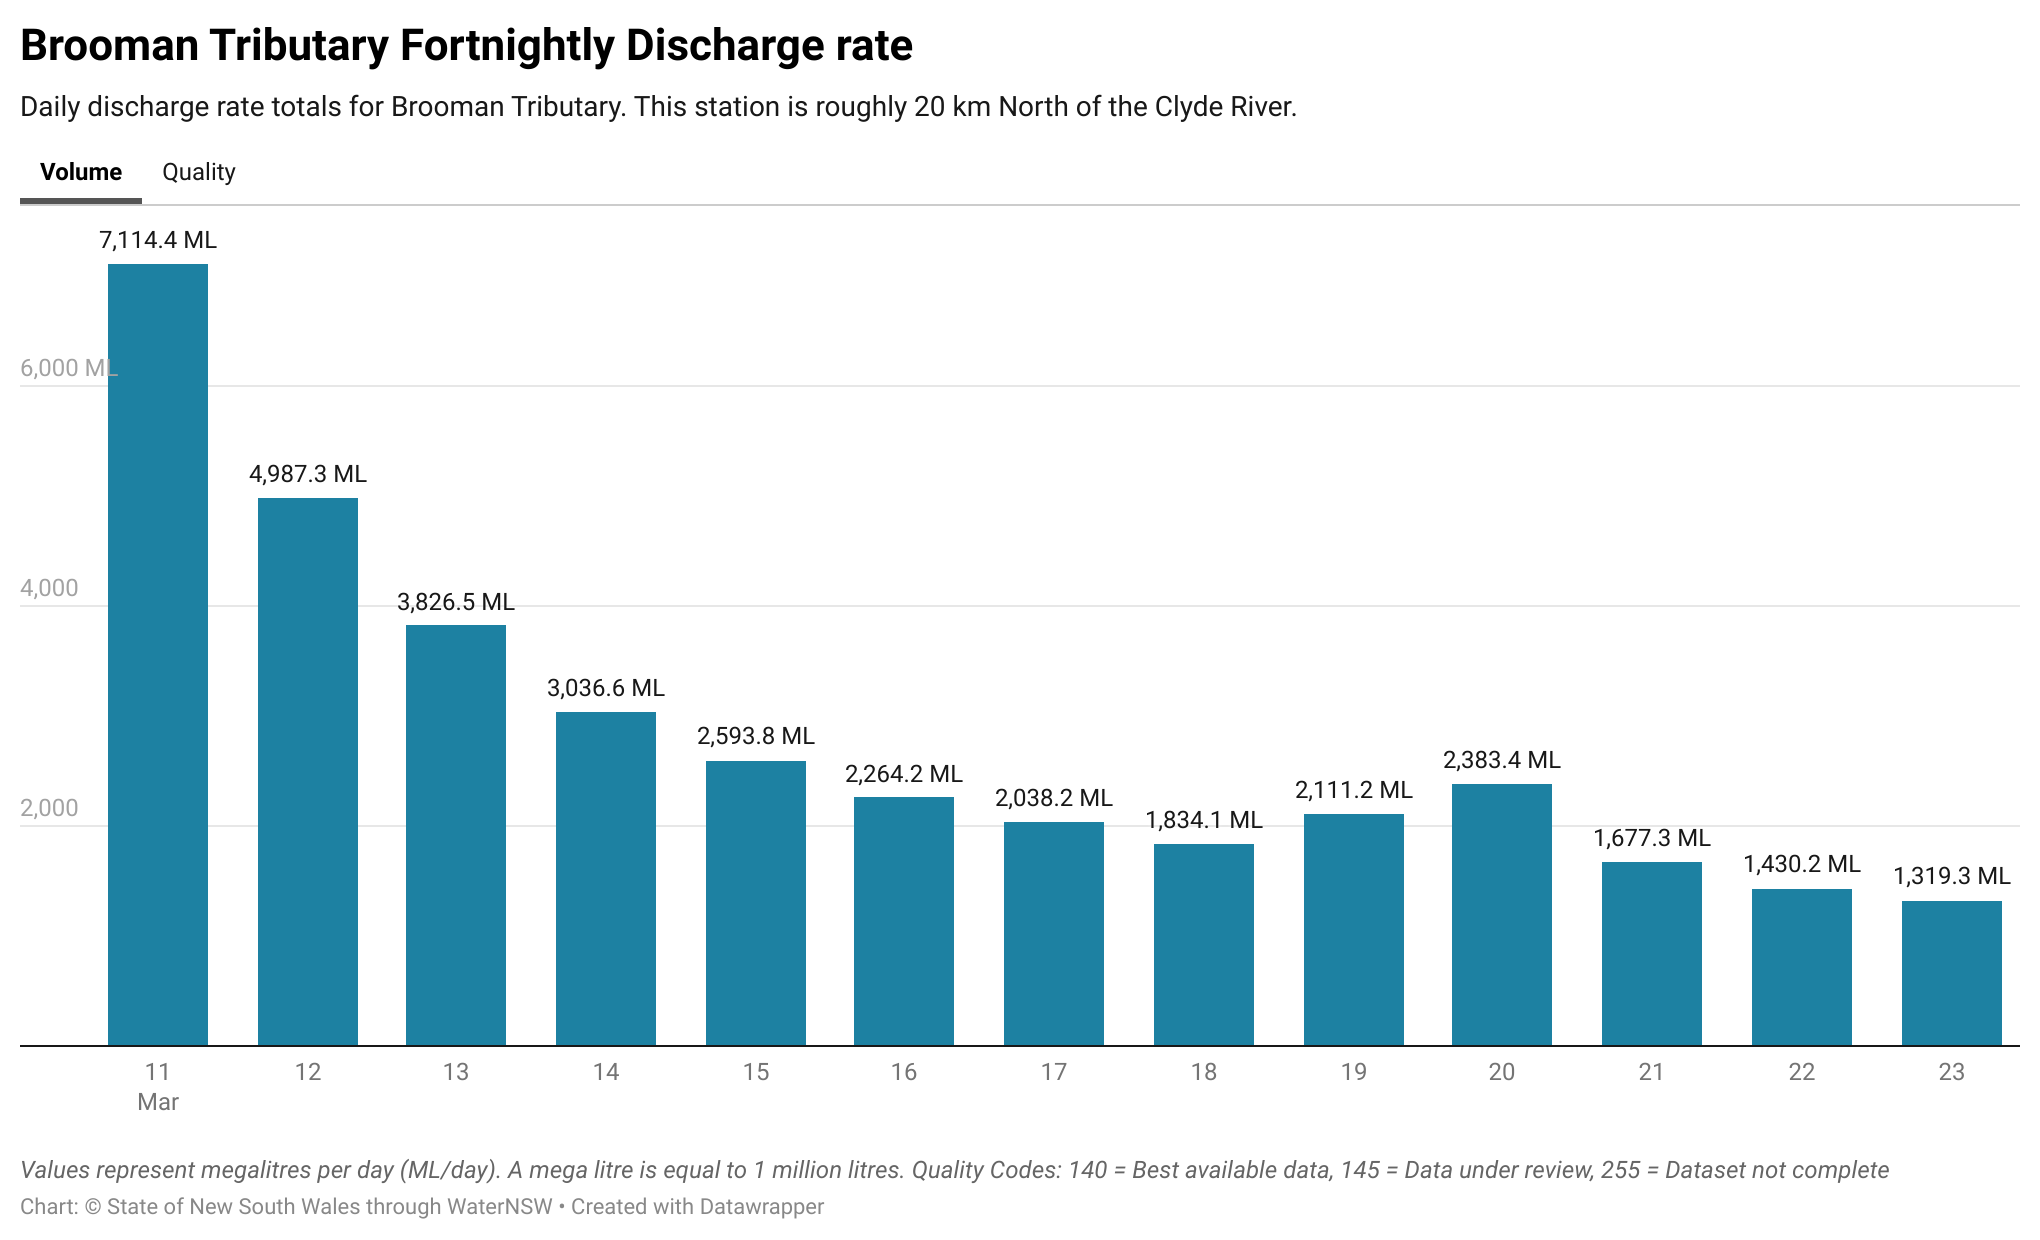 Brooman Tributary Fortnightly Discharge rate
Daily discharge rate totals for Brooman Tributary. This station is roughly 20 km North of the Clyde River.
Volume Quality
7,114.4 ML
6,000 ML
4,987.3 ML
4,000
3,826.5 ML
3,036.6 ML
2,593.8 ML
2,264.2 ML
2,038.2 ML
1,834.1 ML
2,111.2 ML
2,383.4 ML
2,000
1,677.3 ML
1,430.2 ML
1,319.3 ML
11 12 13 14 15 16 17 18 19 20 21 22 23
Mar
Values represent megalitres per day (ML/day). A mega litre is equal to 1 million litres. Quality Codes: 140 = Best available data, 145 = Data under review, 255 = Dataset not complete
Chart: © State of New South Wales through WaterNSW • Created with Datawrapper